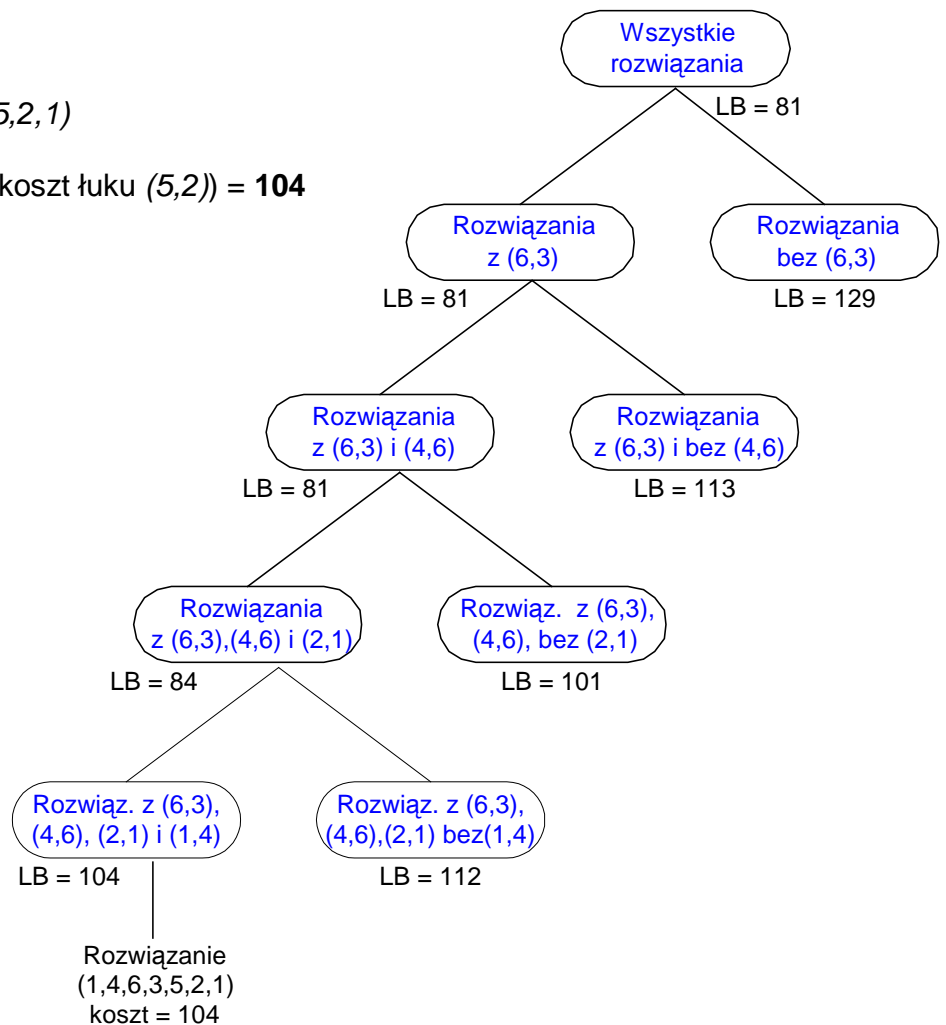 Wszystkie
rozwiązania
LB = 81
5,2,1)
koszt łuku (5,2)) = 104
Rozwiązania
z (6,3)
LB = 81
Rozwiązania
bez (6,3)
LB = 129
Rozwiązania
z (6,3) i (4,6)
LB = 81
Rozwiązania
z (6,3) i bez (4,6)
LB = 113
Rozwiązania
z (6,3),(4,6) i (2,1)
LB = 84
Rozwiąz. z (6,3),
(4,6), bez (2,1)
LB = 101
Rozwiąz. z (6,3),
(4,6), (2,1) i (1,4)
LB = 104
Rozwiąz. z (6,3),
(4,6),(2,1) bez(1,4)
LB = 112
Rozwiązanie
(1,4,6,3,5,2,1)
koszt = 104